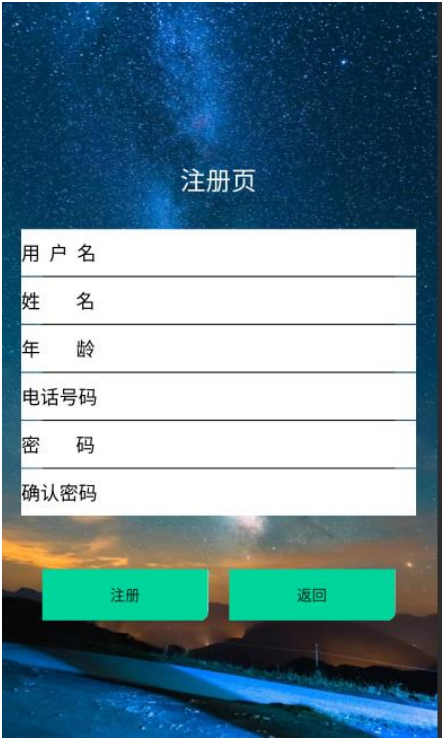 注册页
用 户 名
姓 名
年 龄
电话号码
密 码
确认密码
注册 返回